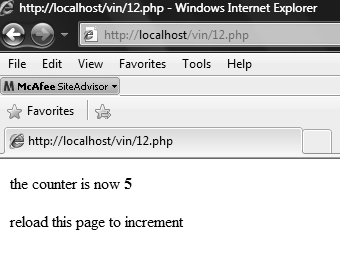 http://localhost/vin/12.php - Windows Internet Explorer
http://localhost/vin/12.php
File Edit View Favorites Tools Help
McAfee SiteAdvisor
Favorites
http://localhost/vin/12.php
the counter is now 5
reload this page to increment